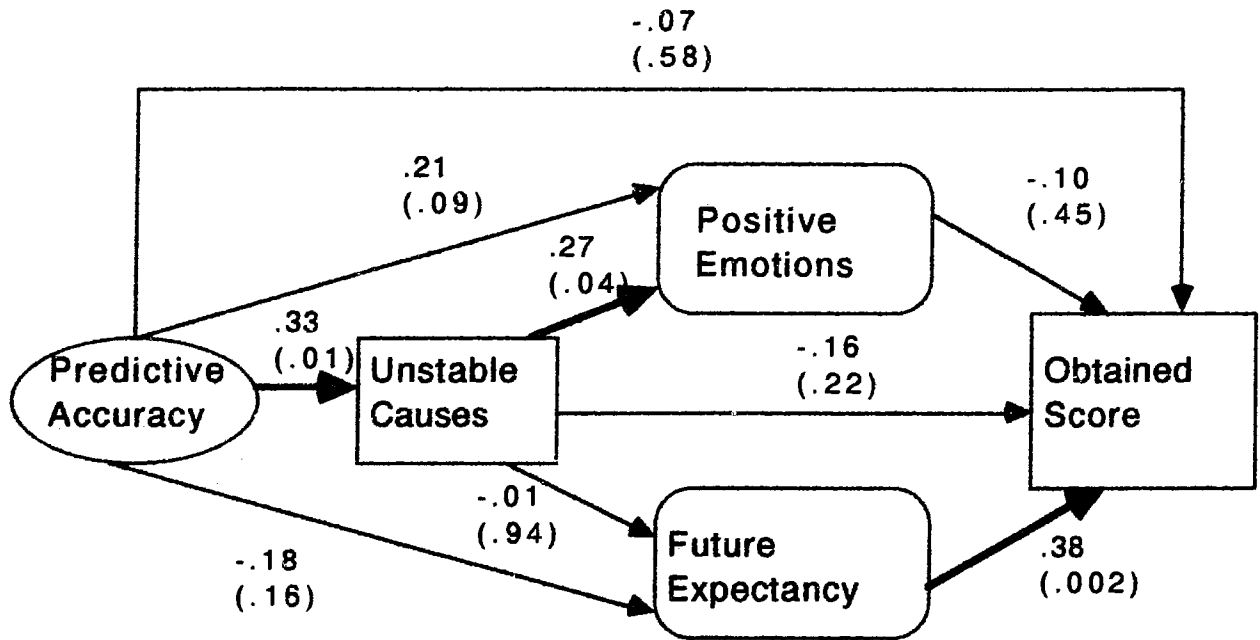 -.07
(.58)
.21
(.09)
-.10
(.45)
Positive
Emotions
.27
(.04)
.33
(.01)
-.16
(.22)
Predictive
Accuracy
Unstable
Causes
Obtained
Score
-.01
(.94)
Future
Expectancy
.38
(.002)
-.18
(.16)